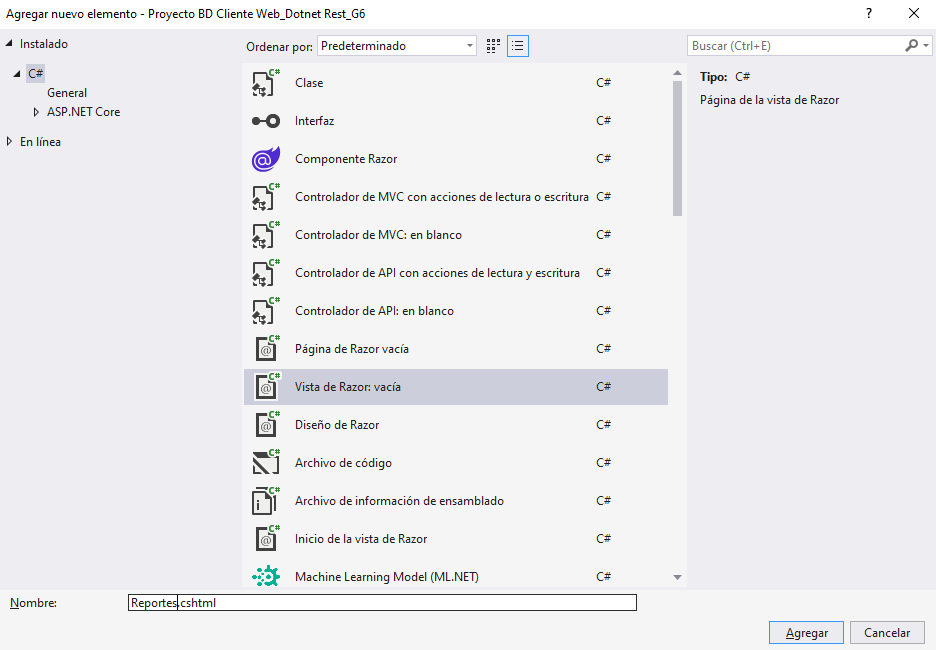 Agregar nuevo elemento - Proyecto BD Cliente Web_Dotnet Rest_G6
?
Instalado
C#
General
ASP.NET Core
En línea
Ordenar por: Predeterminado
Clase C#
Interfaz C#
Componente Razor C#
Controlador de MVC con acciones de lectura o escritura C#
Controlador de MVC: en blanco C#
Controlador de API con acciones de lectura y escritura C#
Controlador de API: en blanco C#
Página de Razor vacía C#
Vista de Razor: vacía C#
Diseño de Razor C#
Archivo de código C#
Archivo de información de ensamblado C#
Inicio de la vista de Razor C#
Machine Learning Model (ML.NET) C#
Buscar (Ctrl+E)
Tipo: C#
Página de la vista de Razor
Nombre: Reportes.cshtml
Agregar Cancelar